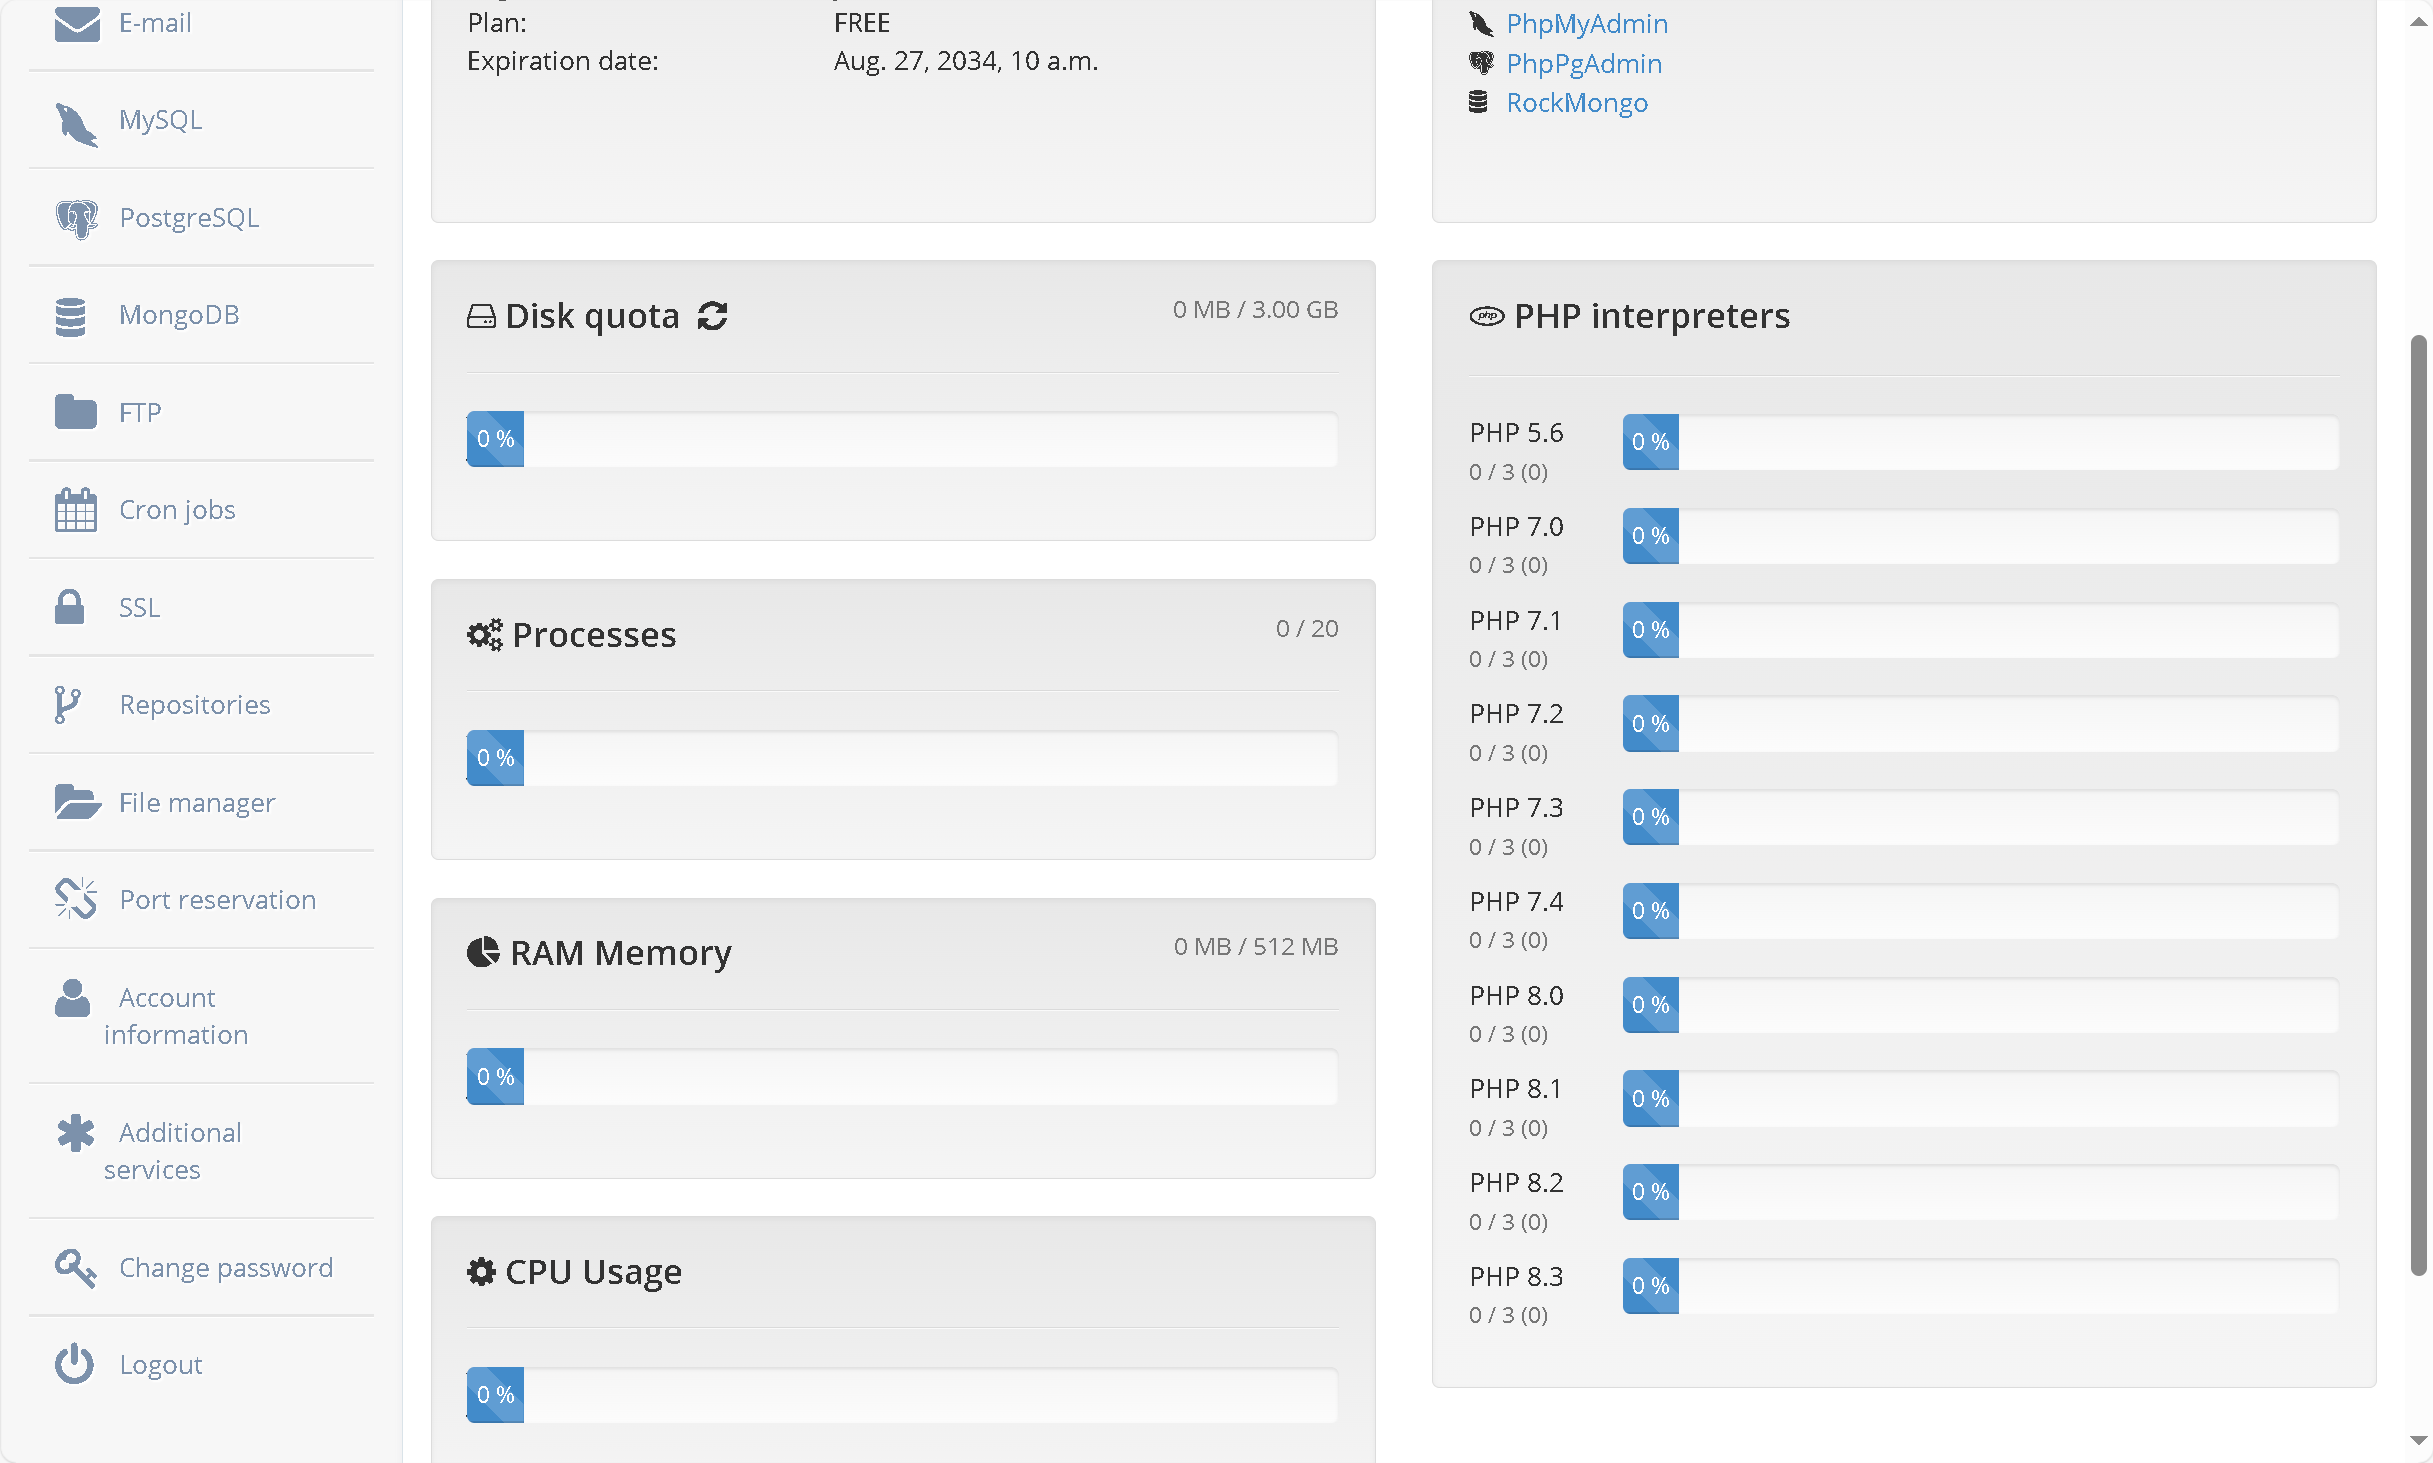 E-mail
MySQL
PostgreSQL
MongoDB
FTP
Cron jobs
SSL
Repositories
File manager
Port reservation
Account
information
Additional
services
Change password
Logout
Plan: FREE
Expiration date: Aug. 27, 2034, 10 a.m.
Disk quota 0 MB / 3.00 GB
0 %
Processes 0 / 20
0 %
RAM Memory 0 MB / 512 MB
0 %
CPU Usage
0 %
PhpMyAdmin
PhpPgAdmin
RockMongo
php PHP interpreters
PHP 5.6 0 %
0 / 3 (0)
PHP 7.0 0 %
0 / 3 (0)
PHP 7.1 0 %
0 / 3 (0)
PHP 7.2 0 %
0 / 3 (0)
PHP 7.3 0 %
0 / 3 (0)
PHP 7.4 0 %
0 / 3 (0)
PHP 8.0 0 %
0 / 3 (0)
PHP 8.1 0 %
0 / 3 (0)
PHP 8.2 0 %
0 / 3 (0)
PHP 8.3 0 %
0 / 3 (0)